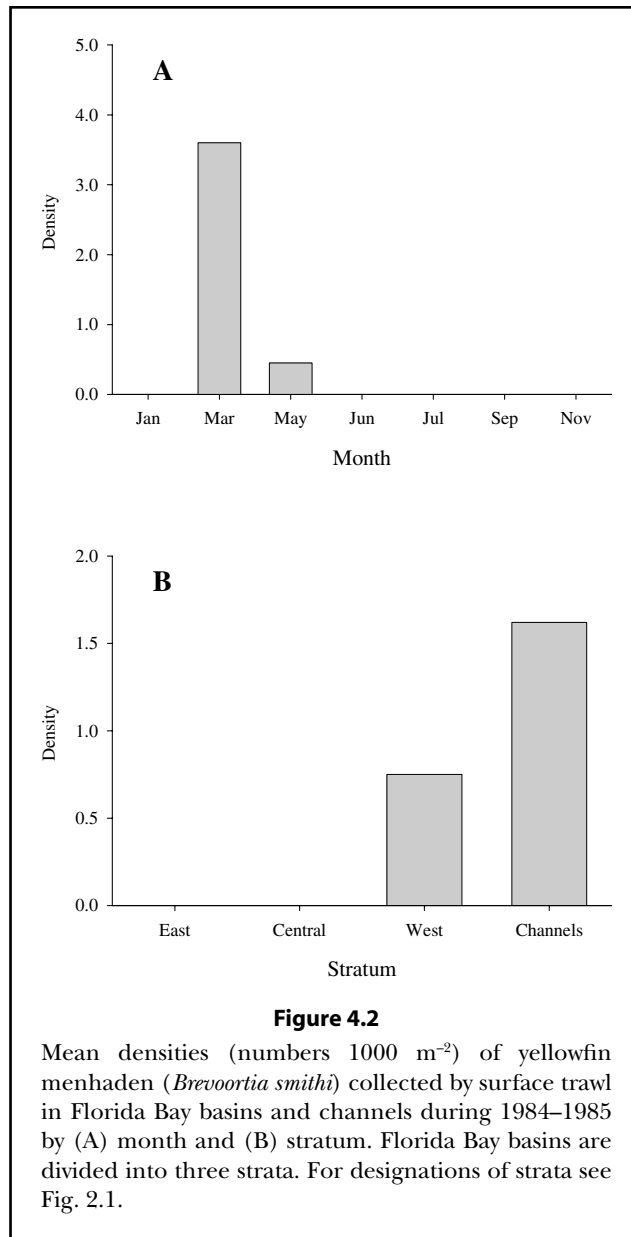 5.0
A
4.0
3.0
Density
2.0
1.0
0.0
Jan Mar May Jun Jul Sep Nov
Month
2.0
B
1.5
Density
1.0
0.5
0.0
East Central West Channels
Stratum
Figure 4.2
Mean densities (numbers 1000 m⁻²) of yellowfin
menhaden (Brevoortia smithi) collected by surface trawl
in Florida Bay basins and channels during 1984–1985
by (A) month and (B) stratum. Florida Bay basins are
divided into three strata. For designations of strata see
Fig. 2.1.